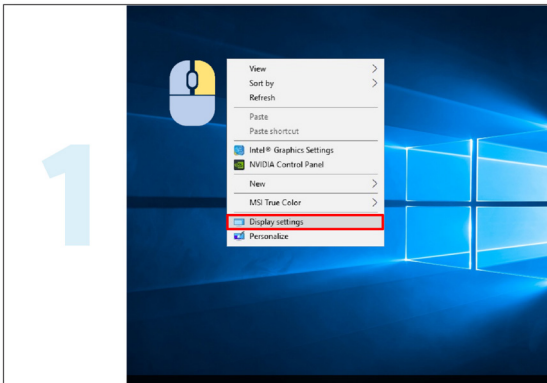 1
View
Sort by
Refresh
Paste
Paste shortcut
Intel® Graphics Settings
NVIDIA Control Panel
New
MSI True Color
Display settings
Personalize